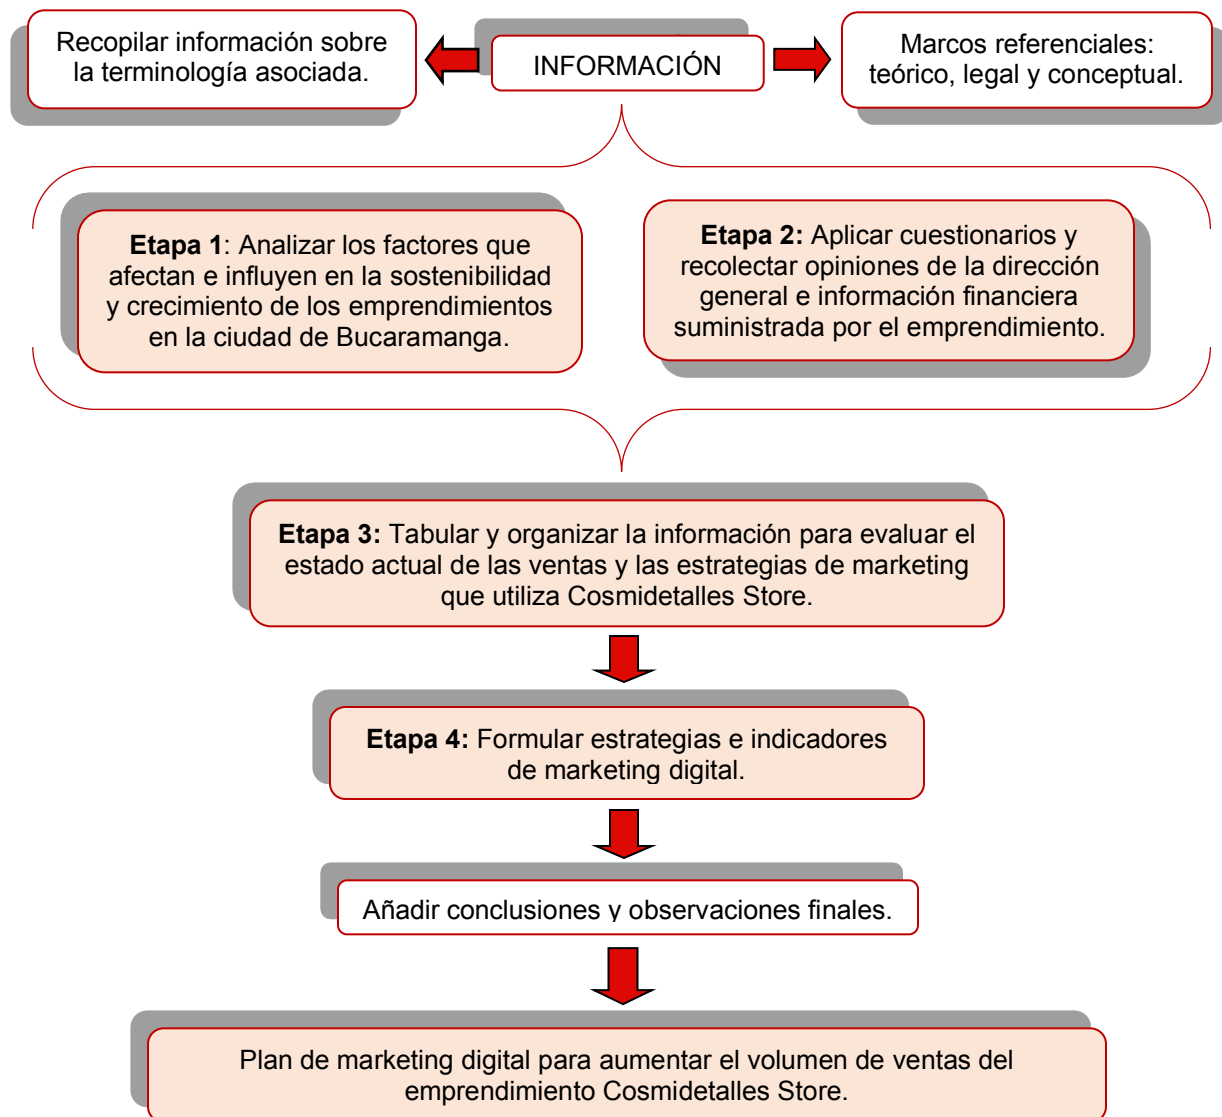 Recopilar información sobre
la terminología asociada.
INFORMACIÓN
Marcos referenciales:
teórico, legal y conceptual.
Etapa 1: Analizar los factores que
afectan e influyen en la sostenibilidad
y crecimiento de los emprendimientos
en la ciudad de Bucaramanga.
Etapa 2: Aplicar cuestionarios y
recolectar opiniones de la dirección
general e información financiera
suministrada por el emprendimiento.
Etapa 3: Tabular y organizar la información para evaluar el
estado actual de las ventas y las estrategias de marketing
que utiliza Cosmidetalles Store.
Etapa 4: Formular estrategias e indicadores
de marketing digital.
Añadir conclusiones y observaciones finales.
Plan de marketing digital para aumentar el volumen de ventas del
emprendimiento Cosmidetalles Store.